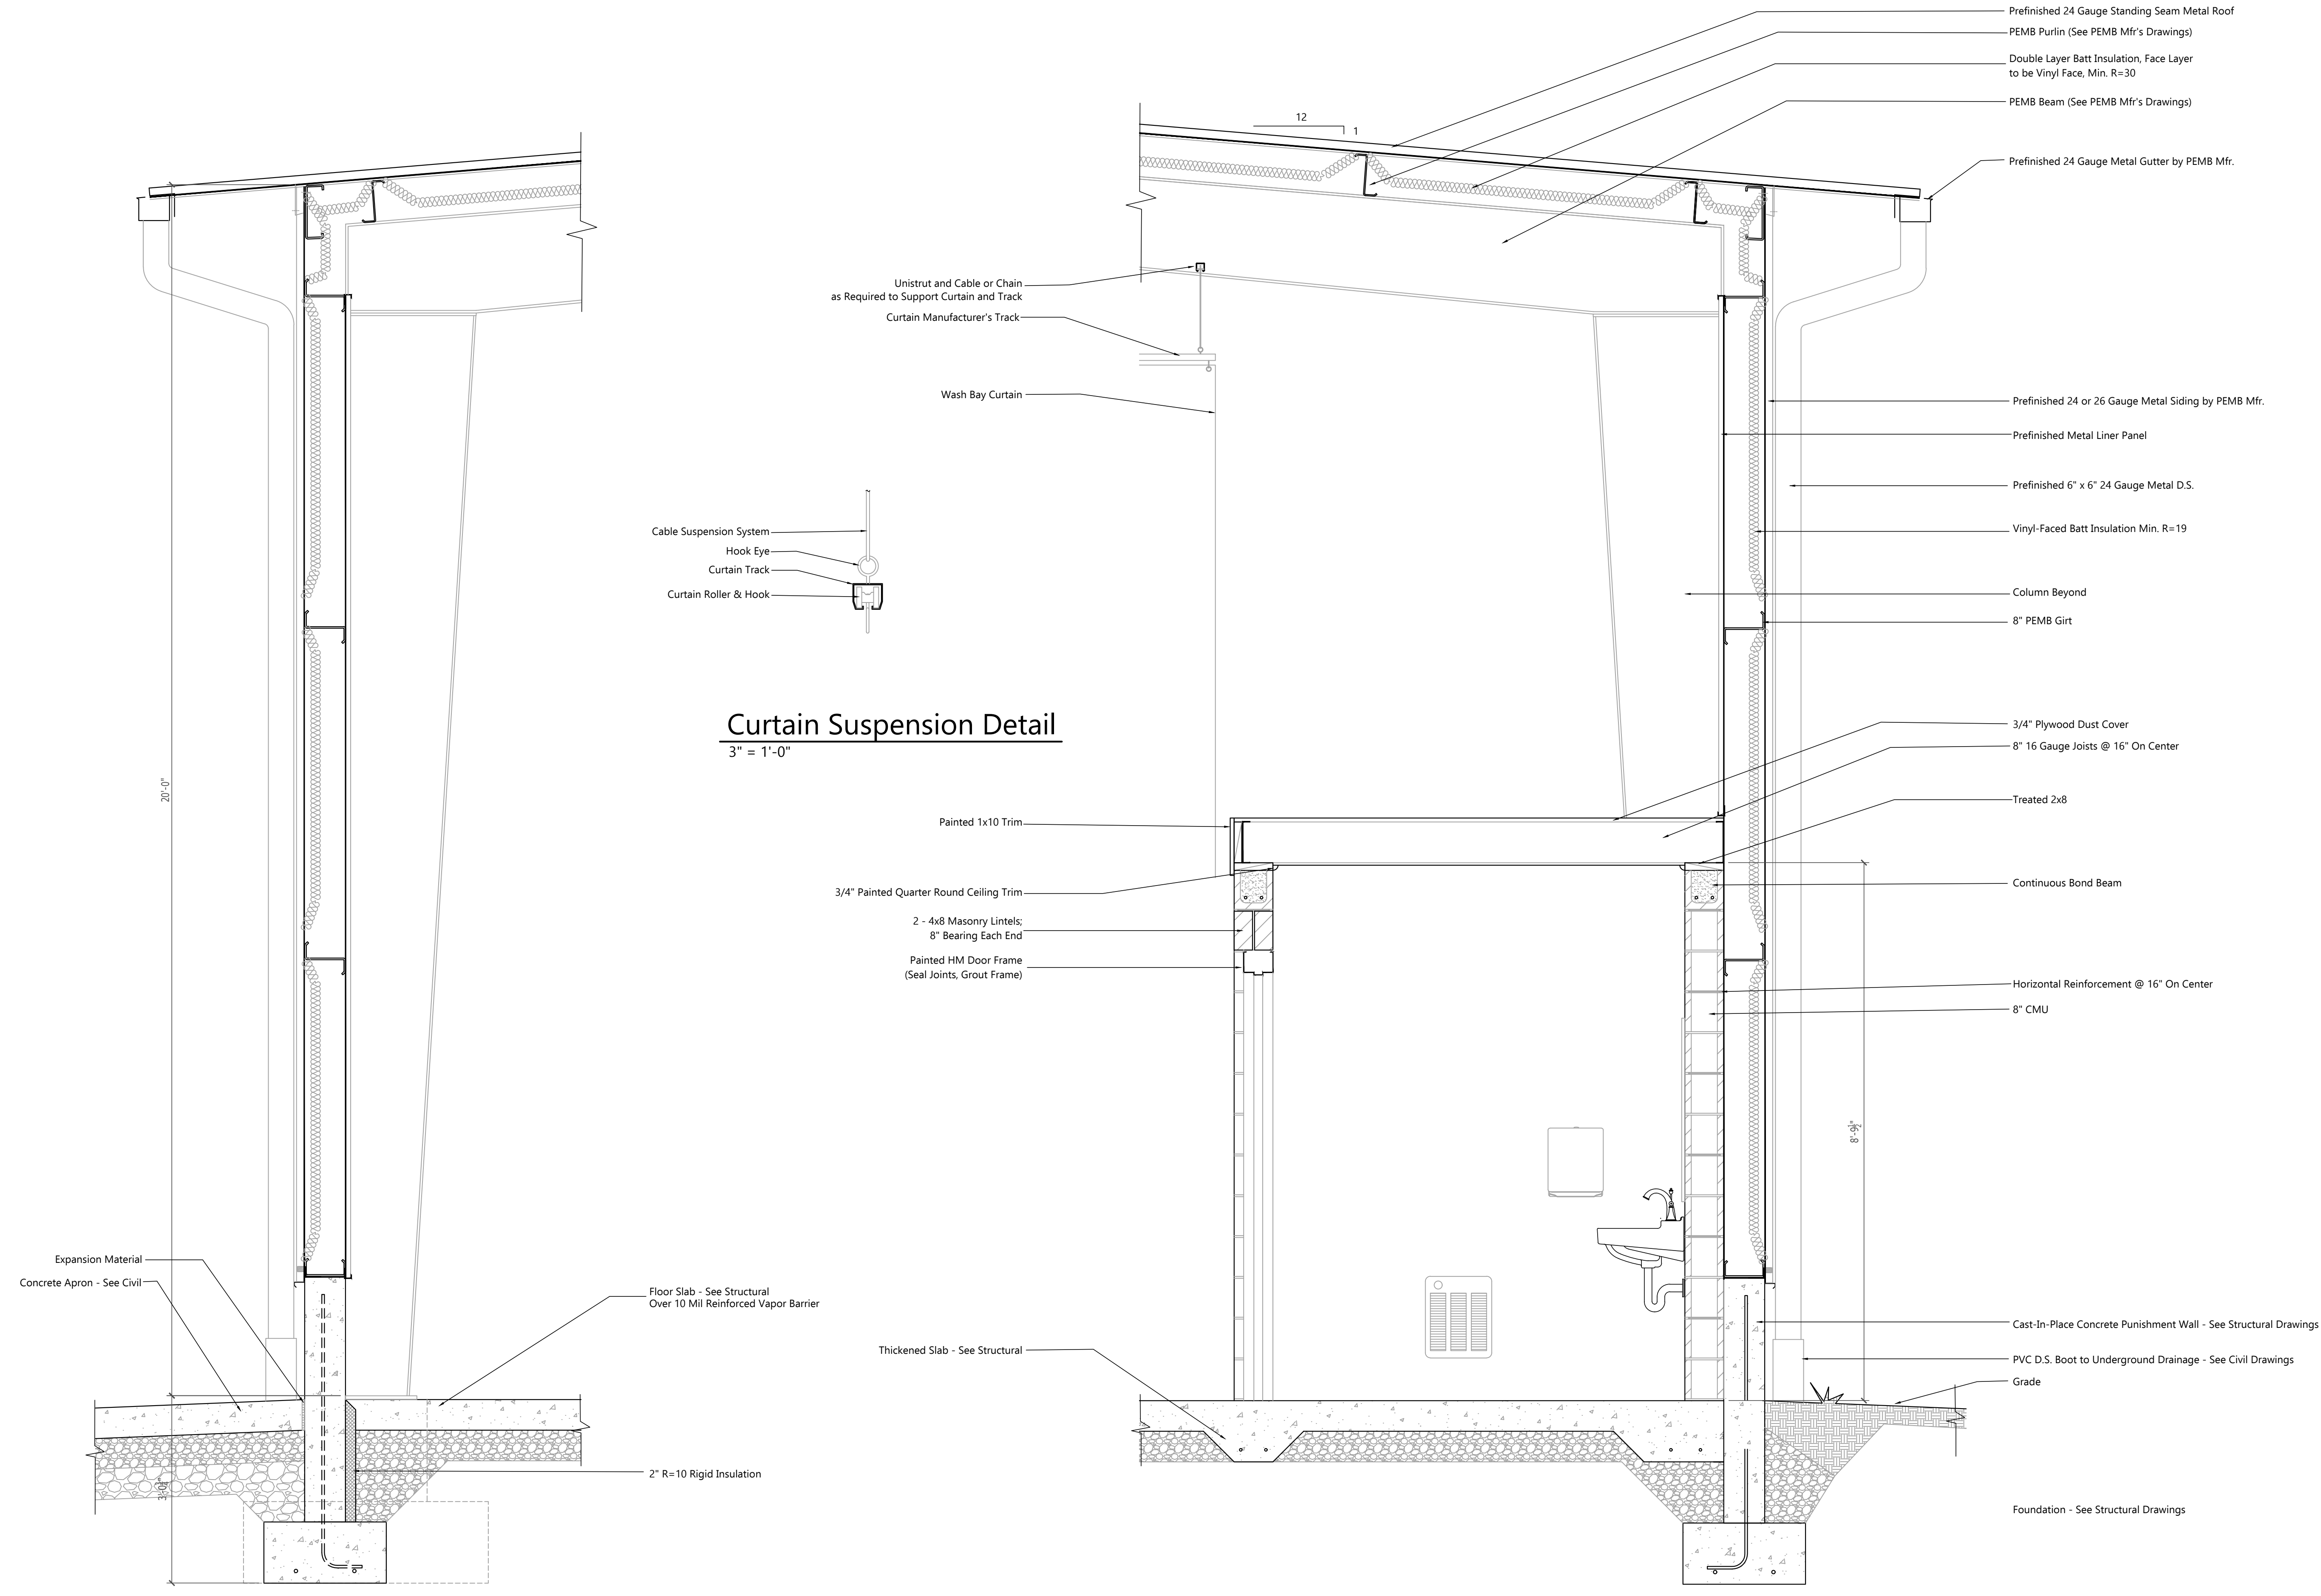 Prefinished 24 Gauge Standing Seam Metal Roof
PEMB Purlin (See PEMB Mfr's Drawings)
Double Layer Batt Insulation, Face Layer
to be Vinyl Face, Min. R=30
PEMB Beam (See PEMB Mfr's Drawings)
12
1
Prefinished 24 Gauge Metal Gutter by PEMB Mfr.
Unistrut and Cable or Chain
as Required to Support Curtain and Track
Curtain Manufacturer's Track
Wash Bay Curtain
Prefinished 24 or 26 Gauge Metal Siding by PEMB Mfr.
Prefinished Metal Liner Panel
Prefinished 6" x 6" 24 Gauge Metal D.S.
Vinyl-Faced Batt Insulation Min. R=19
Cable Suspension System
Hook Eye
Curtain Track
Curtain Roller & Hook
Column Beyond
8" PEMB Girt
Curtain Suspension Detail
3" = 1'-0"
3/4" Plywood Dust Cover
8" 16 Gauge Joists @ 16" On Center
Treated 2x8
20'-0"
Painted 1x10 Trim
3/4" Painted Quarter Round Ceiling Trim
Continuous Bond Beam
2 - 4x8 Masonry Lintels;
8" Bearing Each End
Painted HM Door Frame
(Seal Joints, Grout Frame)
Horizontal Reinforcement @ 16" On Center
8" CMU
8'-9½"
Expansion Material
Concrete Apron - See Civil
Floor Slab - See Structural
Over 10 Mil Reinforced Vapor Barrier
Thickened Slab - See Structural
Cast-In-Place Concrete Punishment Wall - See Structural Drawings
PVC D.S. Boot to Underground Drainage - See Civil Drawings
Grade
2" R=10 Rigid Insulation
3'-0"
Foundation - See Structural Drawings